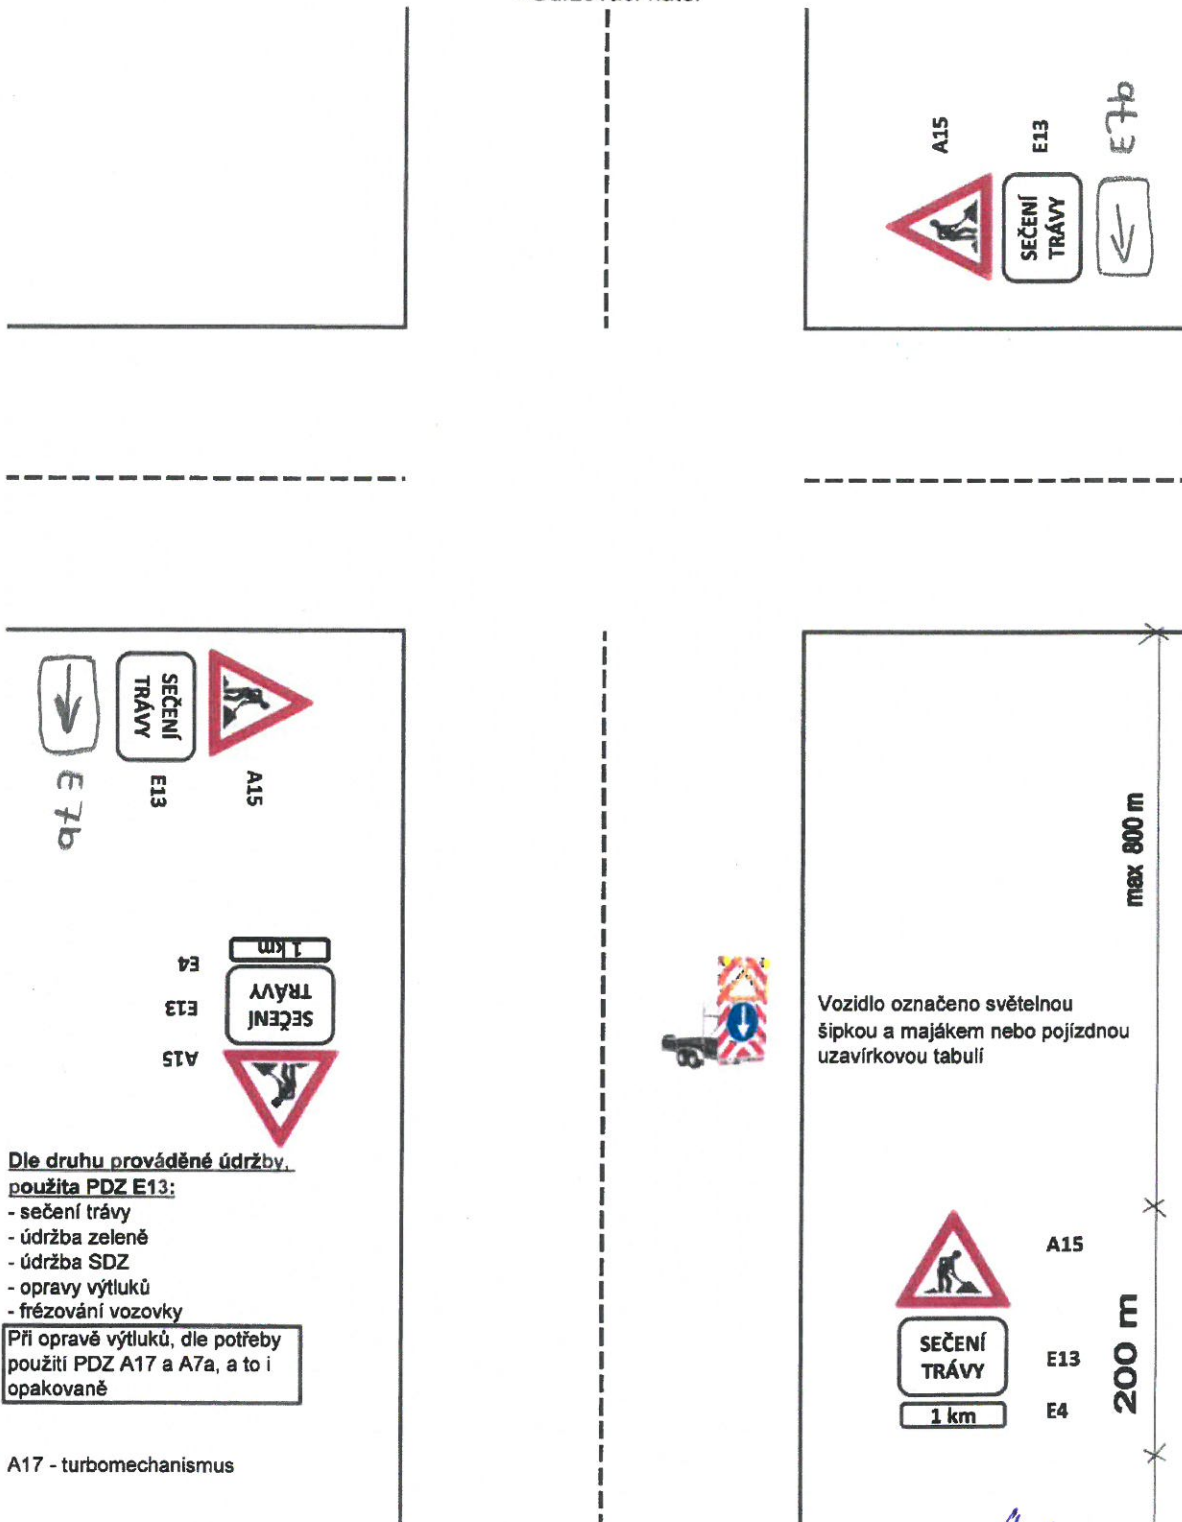 A15
E13
E7b
SEČENÍ
TRÁVY
SEČENÍ
TRÁVY
E7b
E13
A15
max 800 m
1 km
E4
SEČENÍ
TRÁVY
E13
A15
Vozidlo označeno světelnou
šipkou a majákem nebo pojízdnou
uzavírkovou tabulí
Dle druhu prováděné údržby,
použita PDZ E13:
- sečení trávy
- údržba zeleně
- údržba SDZ
- opravy výtluků
- frézování vozovky
Při opravě výtluků, dle potřeby
použití PDZ A17 a A7a, a to i
opakovaně
A17 - turbomechanismus
A15
SEČENÍ
TRÁVY
E13
1 km
E4
200 m